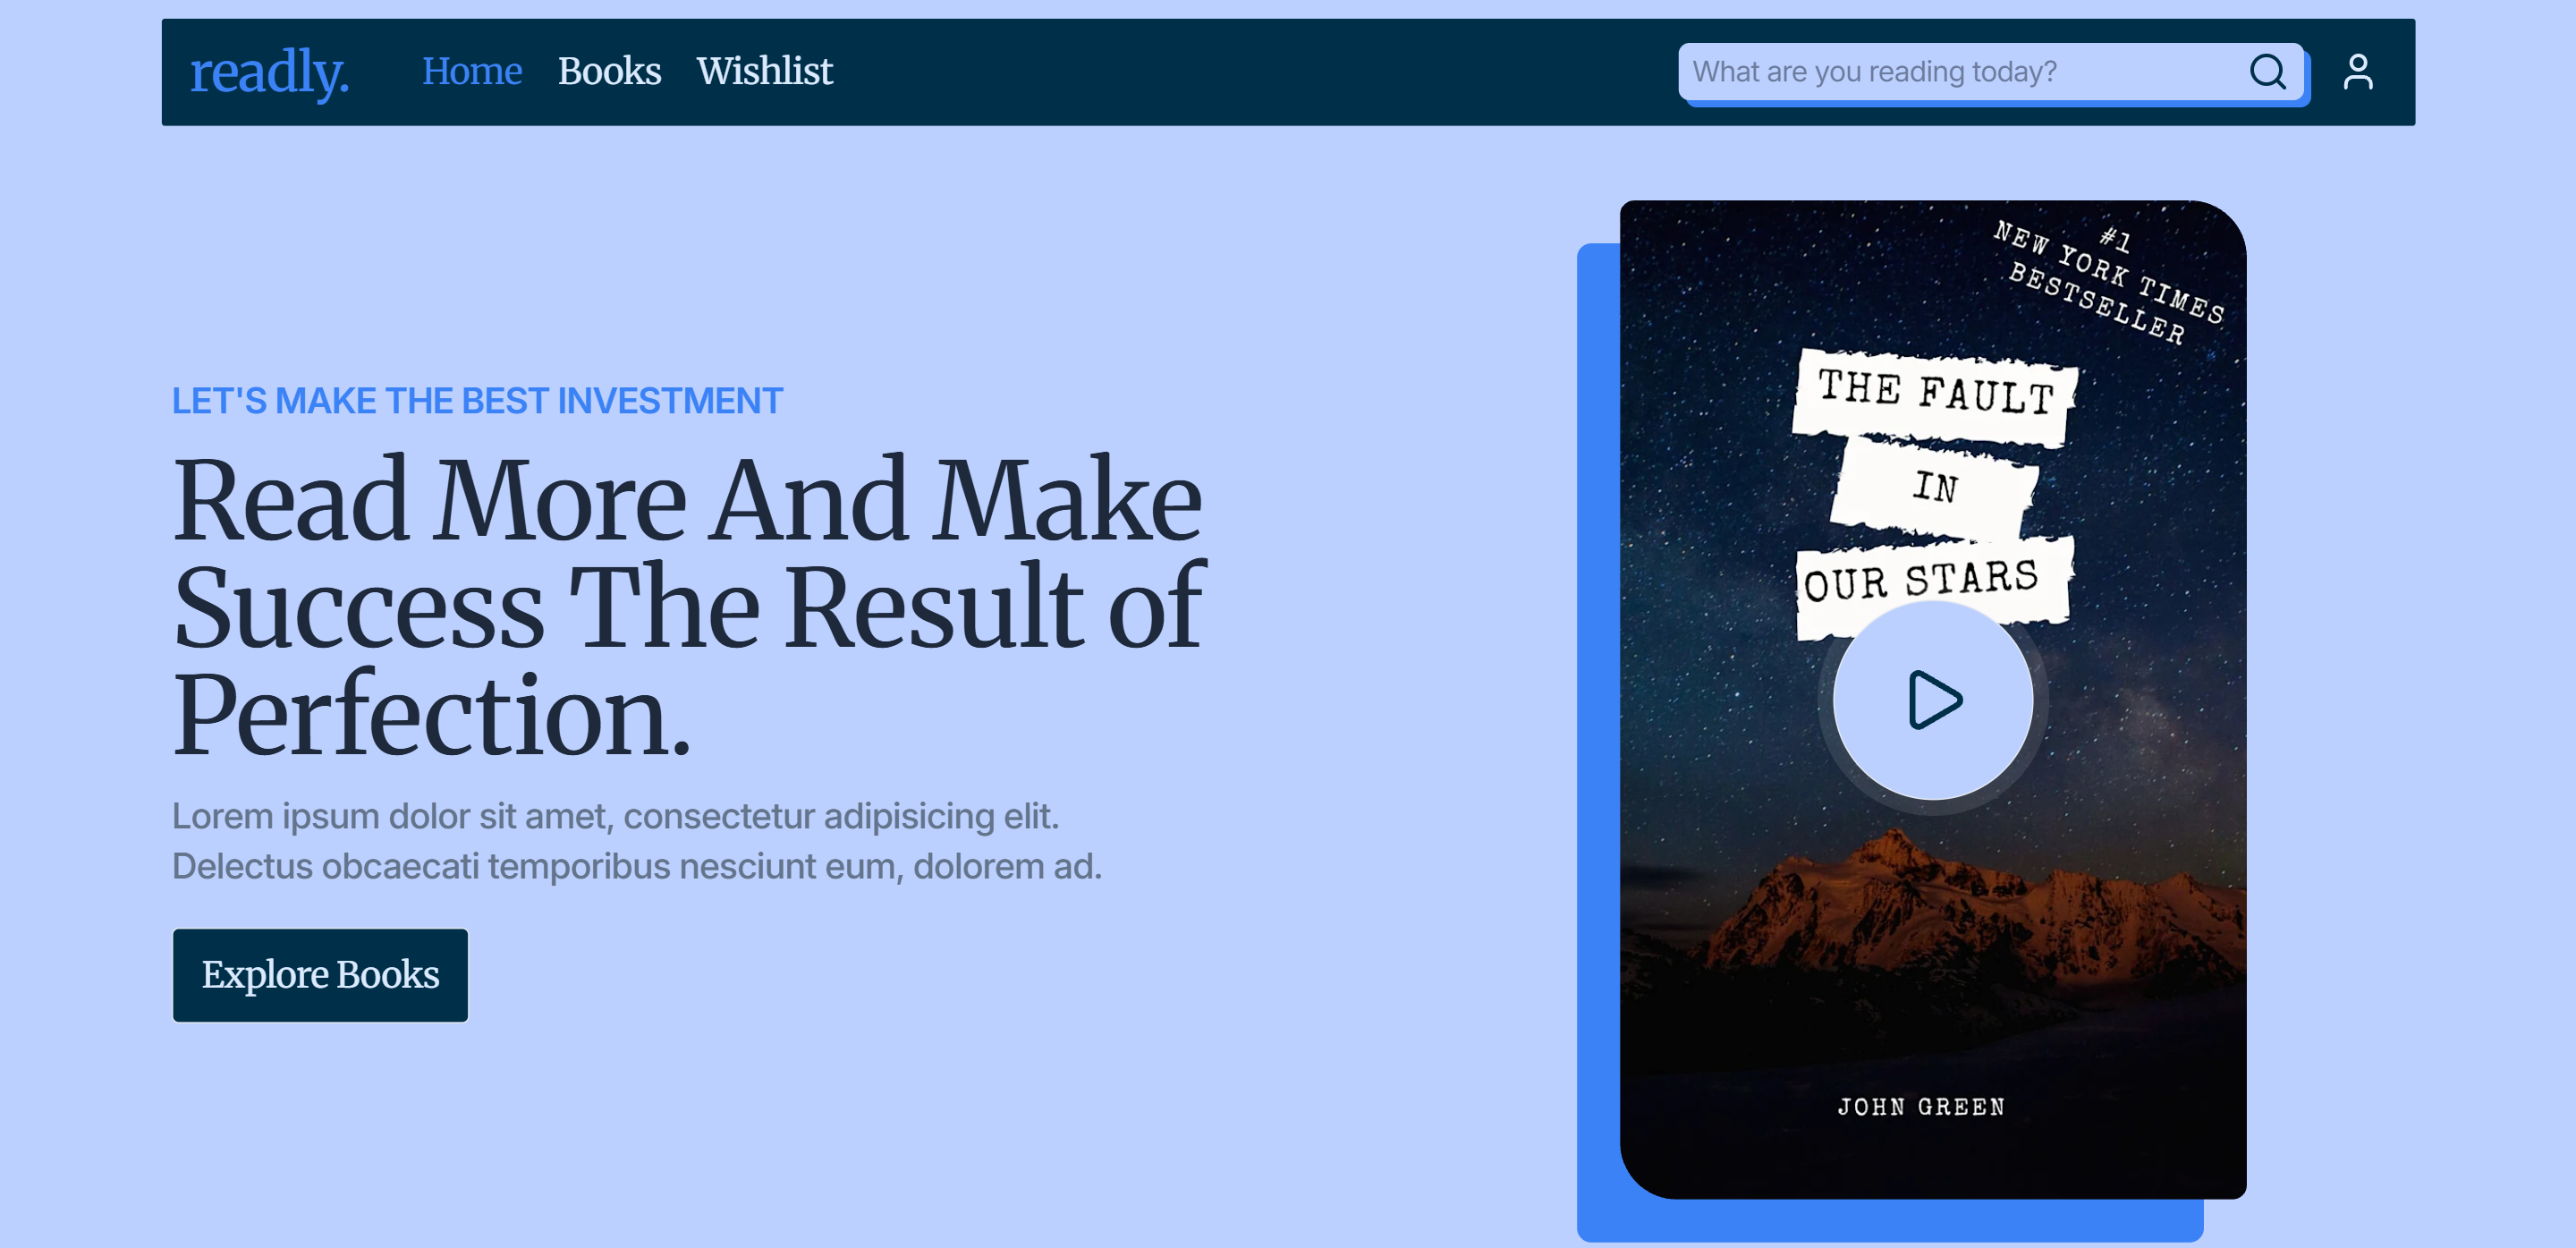 readly.
Home Books Wishlist
What are you reading today?
LET'S MAKE THE BEST INVESTMENT
Read More And Make
Success The Result of
Perfection.
Lorem ipsum dolor sit amet, consectetur adipisicing elit.
Delectus obcaecati temporibus nesciunt eum, dolorem ad.
Explore Books
#1
NEW YORK TIMES
BESTSELLER
THE FAULT
IN
OUR STARS
JOHN GREEN